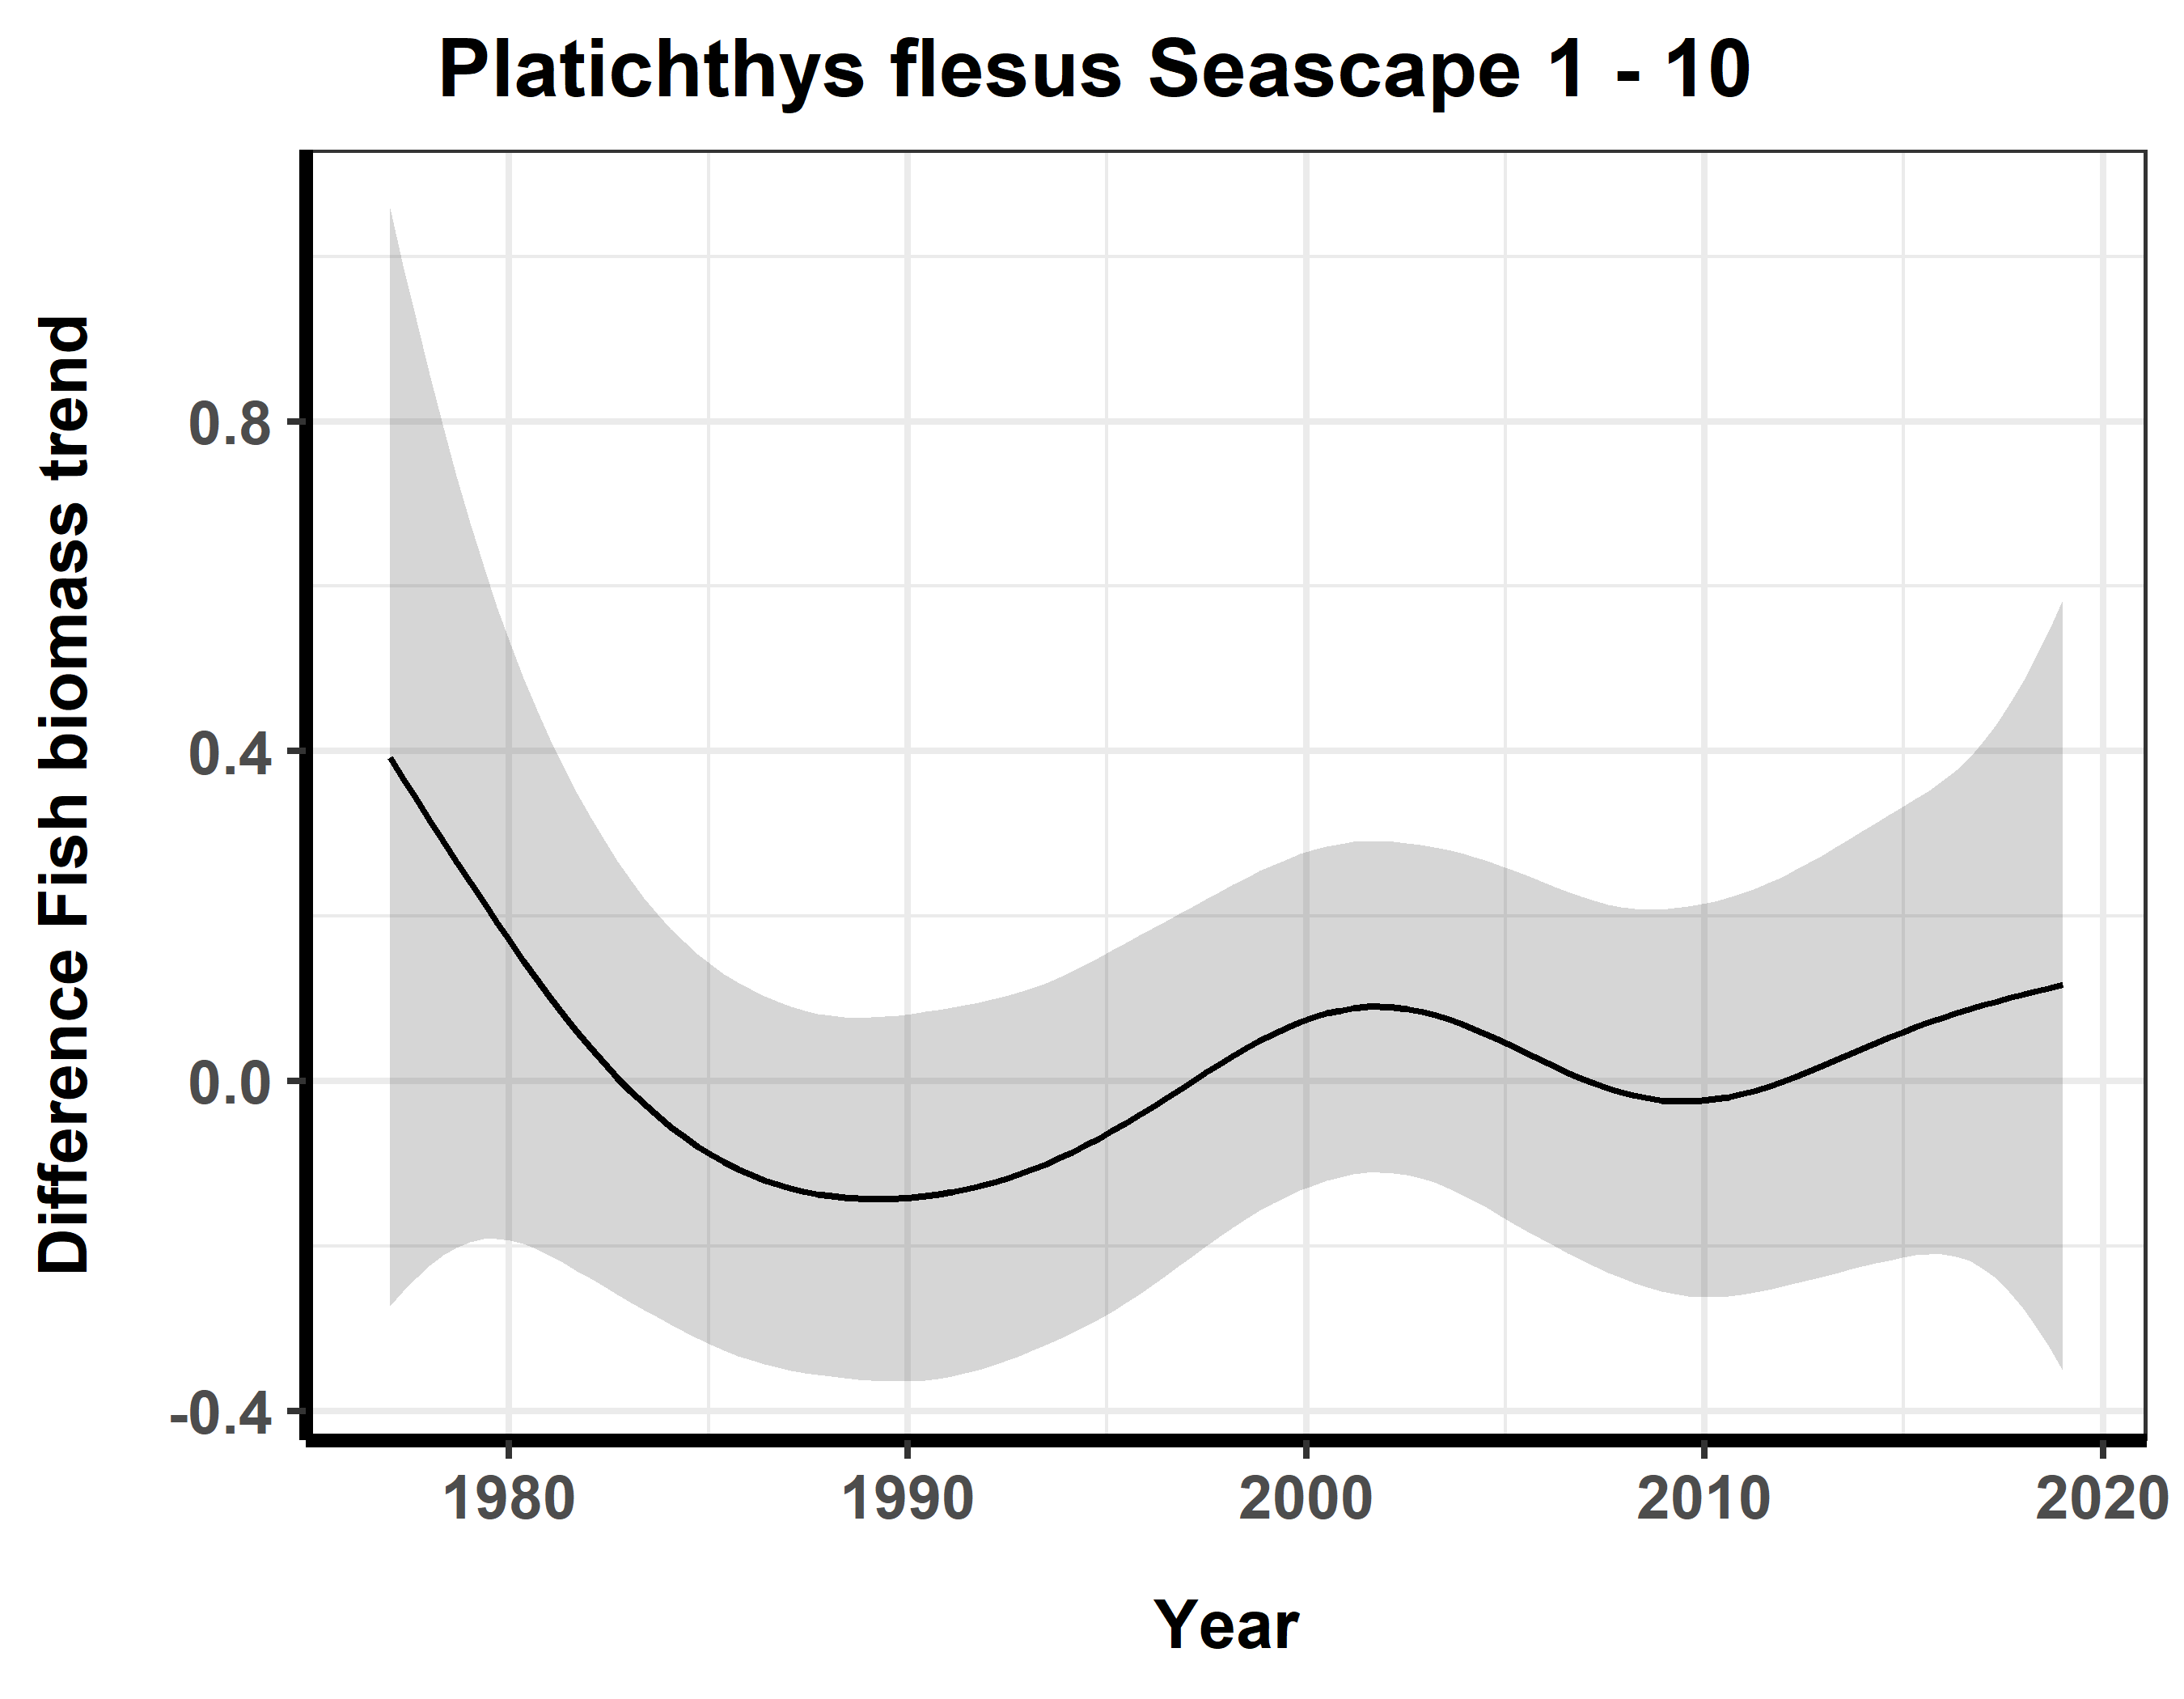 Platichthys flesus Seascape 1 - 10
Difference Fish biomass trend
0.8
0.4
0.0
-0.4
1980 1990 2000 2010 2020
Year